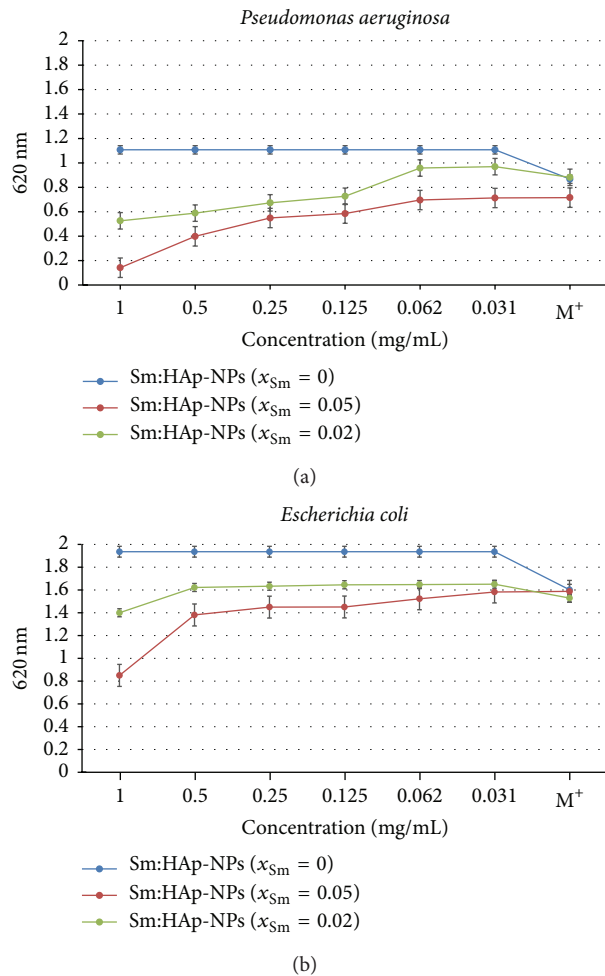 Pseudomonas aeruginosa
2
1.8
1.6
1.4
1.2
1
0.8
0.6
0.4
0.2
0
620 nm
1 0.5 0.25 0.125 0.062 0.031 M⁺
Concentration (mg/mL)
Sm:HAp-NPs (xSm = 0)
Sm:HAp-NPs (xSm = 0.05)
Sm:HAp-NPs (xSm = 0.02)
(a)
Escherichia coli
2
1.8
1.6
1.4
1.2
1
0.8
0.6
0.4
0.2
0
620 nm
1 0.5 0.25 0.125 0.062 0.031 M⁺
Concentration (mg/mL)
Sm:HAp-NPs (xSm = 0)
Sm:HAp-NPs (xSm = 0.05)
Sm:HAp-NPs (xSm = 0.02)
(b)